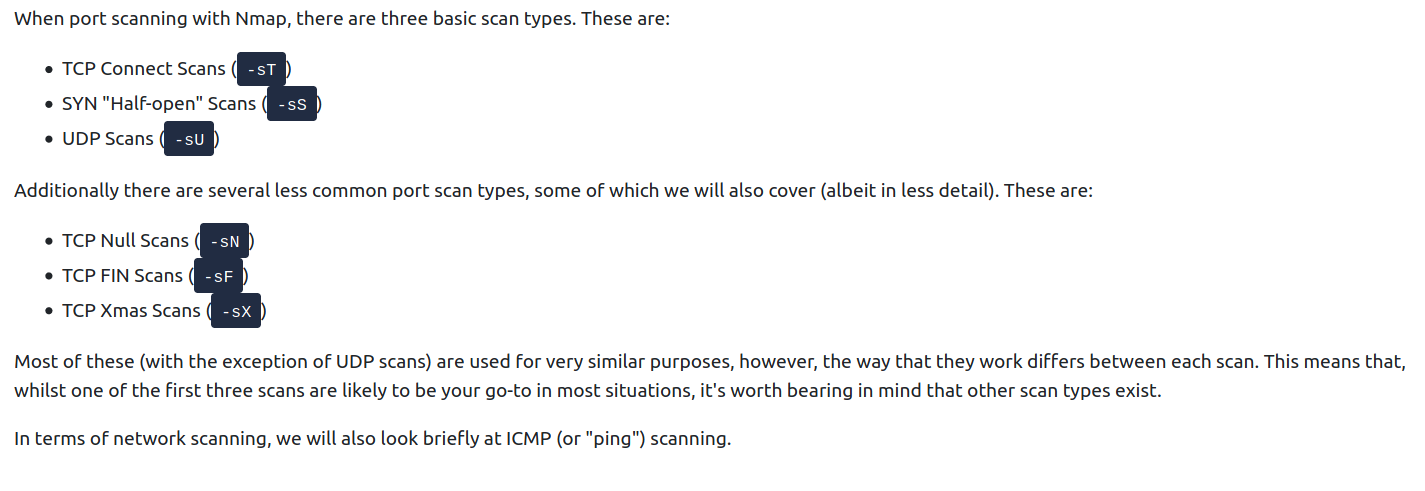 When port scanning with Nmap, there are three basic scan types. These are:
• TCP Connect Scans ( -sT )
• SYN "Half-open" Scans ( -sS )
• UDP Scans ( -sU )
Additionally there are several less common port scan types, some of which we will also cover (albeit in less detail). These are:
• TCP Null Scans ( -sN )
• TCP FIN Scans ( -sF )
• TCP Xmas Scans ( -sX )
Most of these (with the exception of UDP scans) are used for very similar purposes, however, the way that they work differs between each scan. This means that,
whilst one of the first three scans are likely to be your go-to in most situations, it's worth bearing in mind that other scan types exist.
In terms of network scanning, we will also look briefly at ICMP (or "ping") scanning.